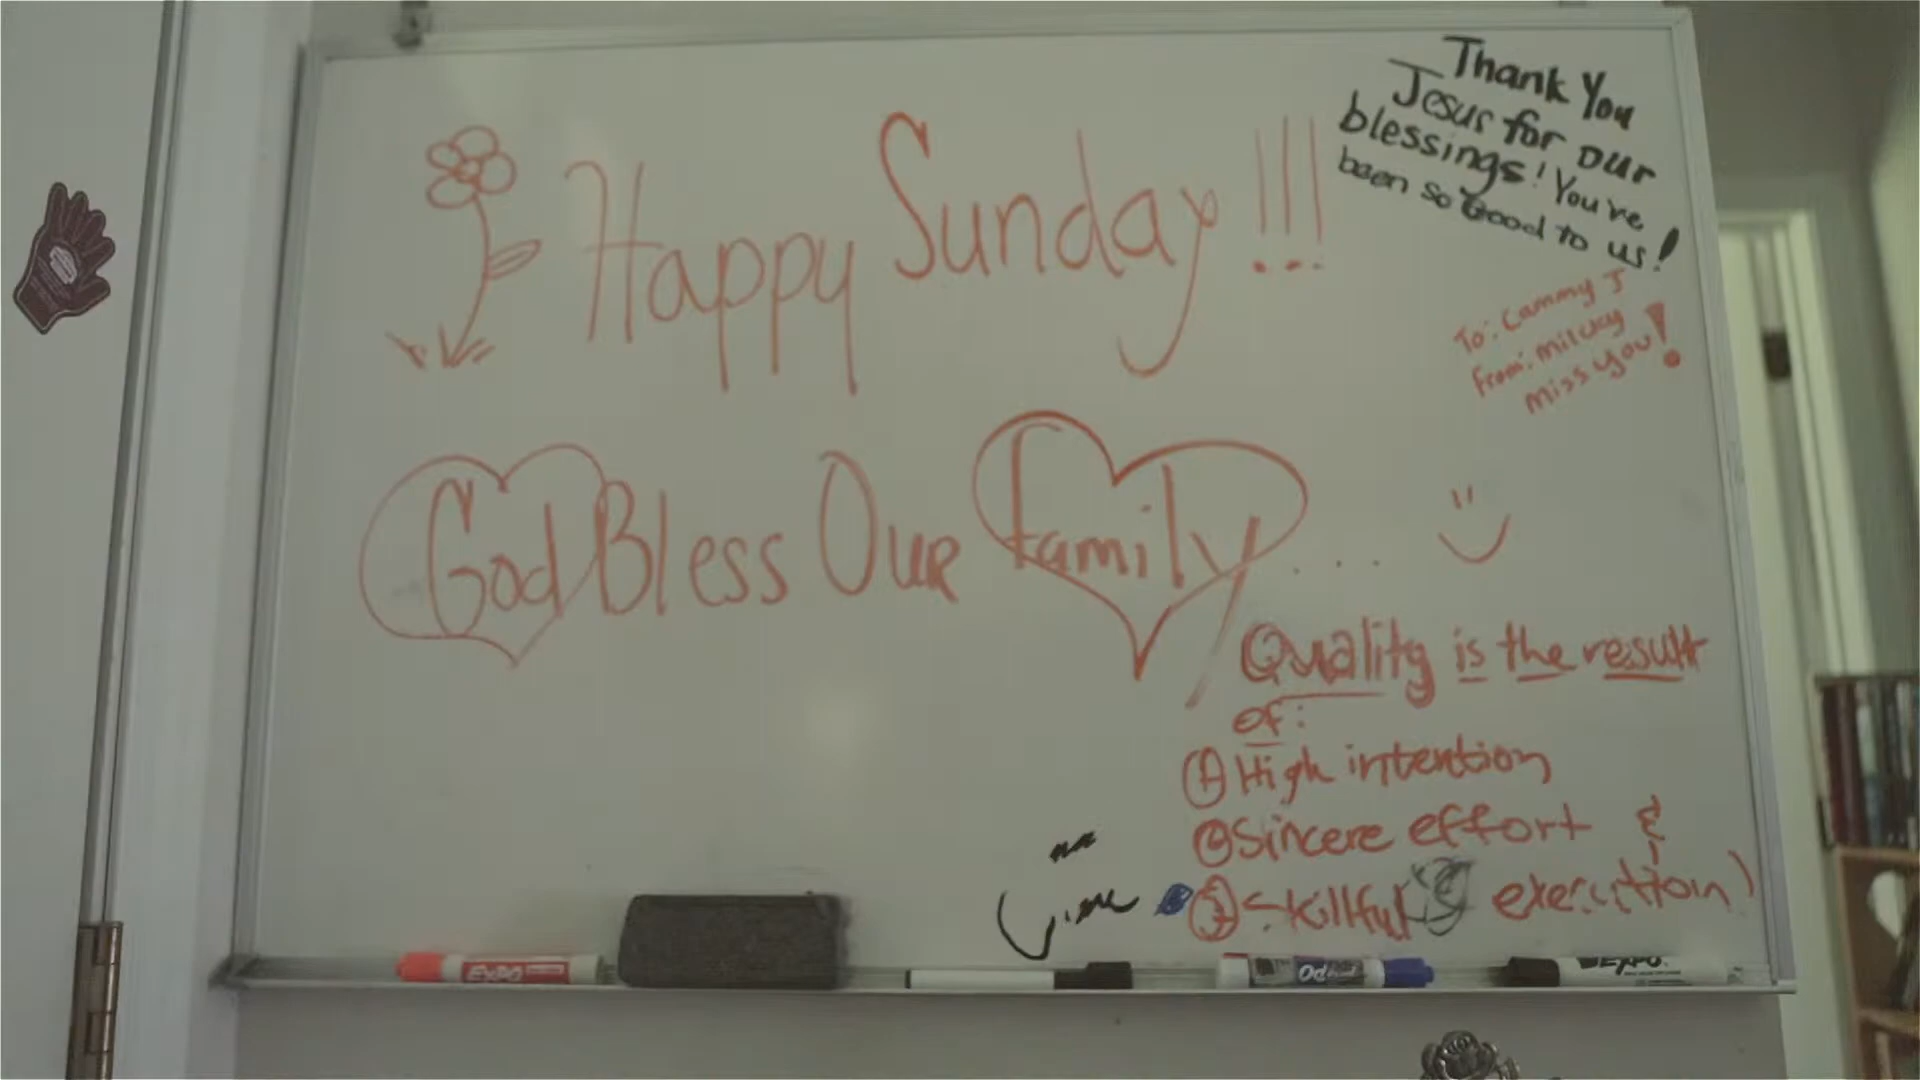 Happy Sunday!!!
God Bless Our Family...
Thank You
Jesus for our
blessings! You've
been so Good to us!
To: Cammy J
From: Milcky
miss you!
Quality is the result
of:
① High intention
② Sincere effort &
③ Skillful execution)
EXPO
EXPO